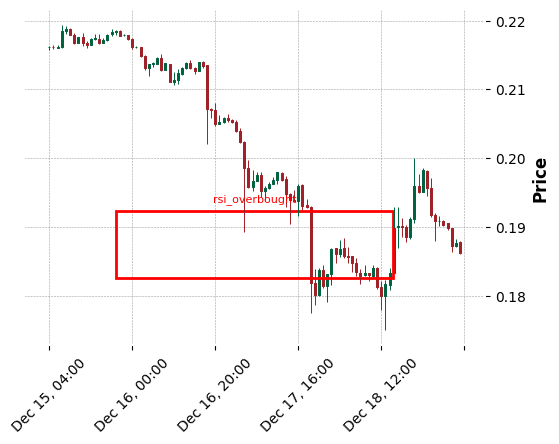 0.22
0.21
0.20
rsi_overbought
0.19
0.18
Price
Dec 15, 04:00
Dec 16, 00:00
Dec 16, 20:00
Dec 17, 16:00
Dec 18, 12:00